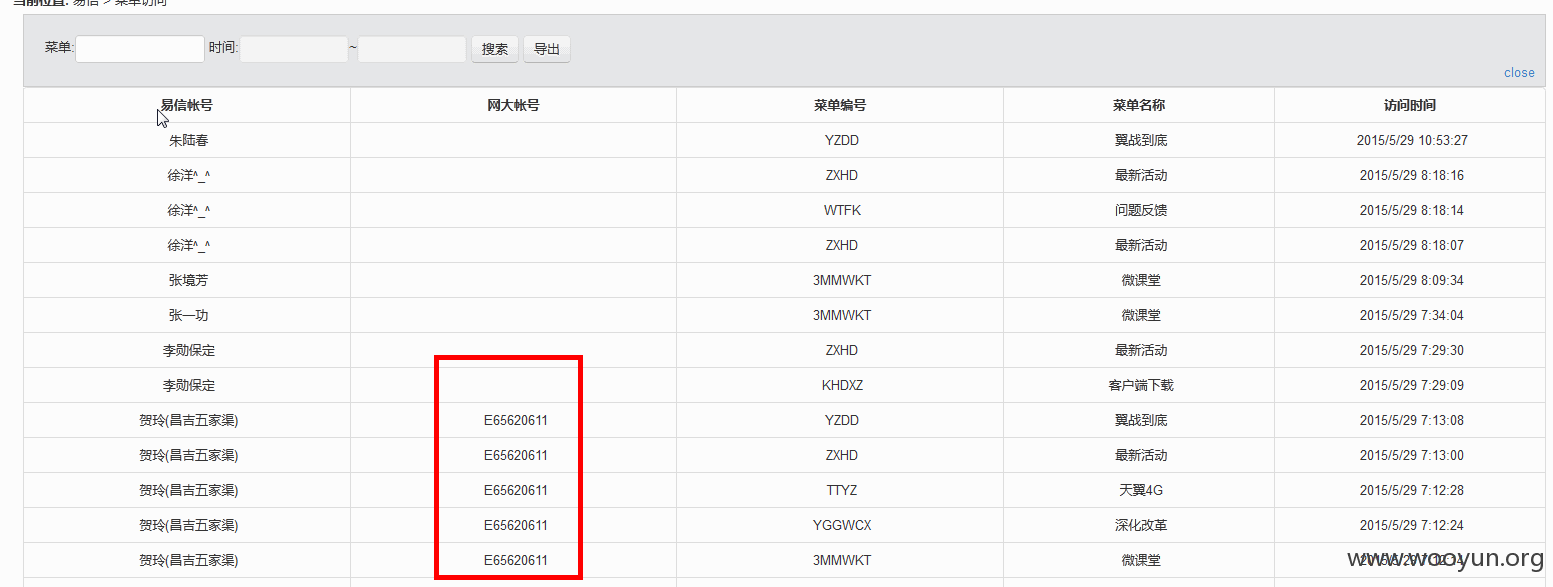 当前位置: 易信 > 菜单访问
菜单: 时间: ~ 搜索 导出
close
易信帐号 网大帐号 菜单编号 菜单名称 访问时间
朱陆春 YZDD 翼战到底 2015/5/29 10:53:27
徐洋^_^ ZXHD 最新活动 2015/5/29 8:18:16
徐洋^_^ WTFK 问题反馈 2015/5/29 8:18:14
徐洋^_^ ZXHD 最新活动 2015/5/29 8:18:07
张境芳 3MMWKT 微课堂 2015/5/29 8:09:34
张一功 3MMWKT 微课堂 2015/5/29 7:34:04
李勋保定 ZXHD 最新活动 2015/5/29 7:29:30
李勋保定 KHDXZ 客户端下载 2015/5/29 7:29:09
贺玲(昌吉五家渠) E65620611 YZDD 翼战到底 2015/5/29 7:13:08
贺玲(昌吉五家渠) E65620611 ZXHD 最新活动 2015/5/29 7:13:00
贺玲(昌吉五家渠) E65620611 TTYZ 天翼4G 2015/5/29 7:12:28
贺玲(昌吉五家渠) E65620611 YGGWCX 深化改革 2015/5/29 7:12:24
贺玲(昌吉五家渠) E65620611 3MMWKT 微课堂
www.wooyun.org